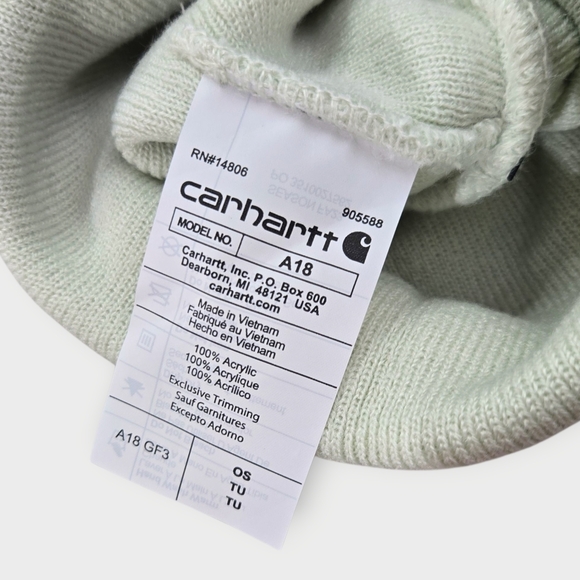 RN#14806
905588
carhartt
MODEL NO. A18
Carhartt, Inc. P.O. Box 600
Dearborn, MI 48121 USA
carhartt.com
Made in Vietnam
Fabriqué au Vietnam
Hecho en Vietnam
100% Acrylic
100% Acrylique
100% Acrílico
Exclusive Trimming
Sauf Garnitures
Excepto Adorno
A18 GF3
OS
TU
TU